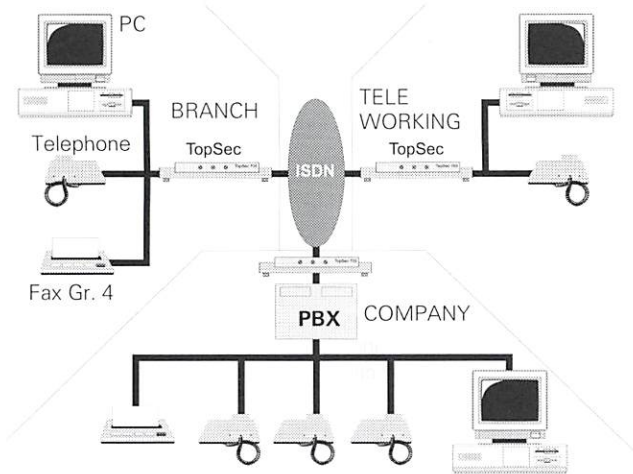 PC
BRANCH
TELE
WORKING
Telephone
TopSec
TopSec
ISDN
Fax Gr. 4
PBX
COMPANY